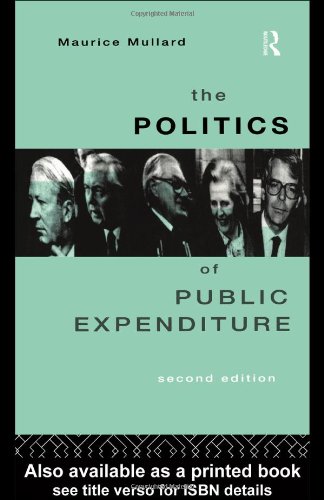 Maurice Mullard
the
POLITICS
of
PUBLIC
EXPENDITURE
second edition
Also available as a printed book
see title verso for ISBN details